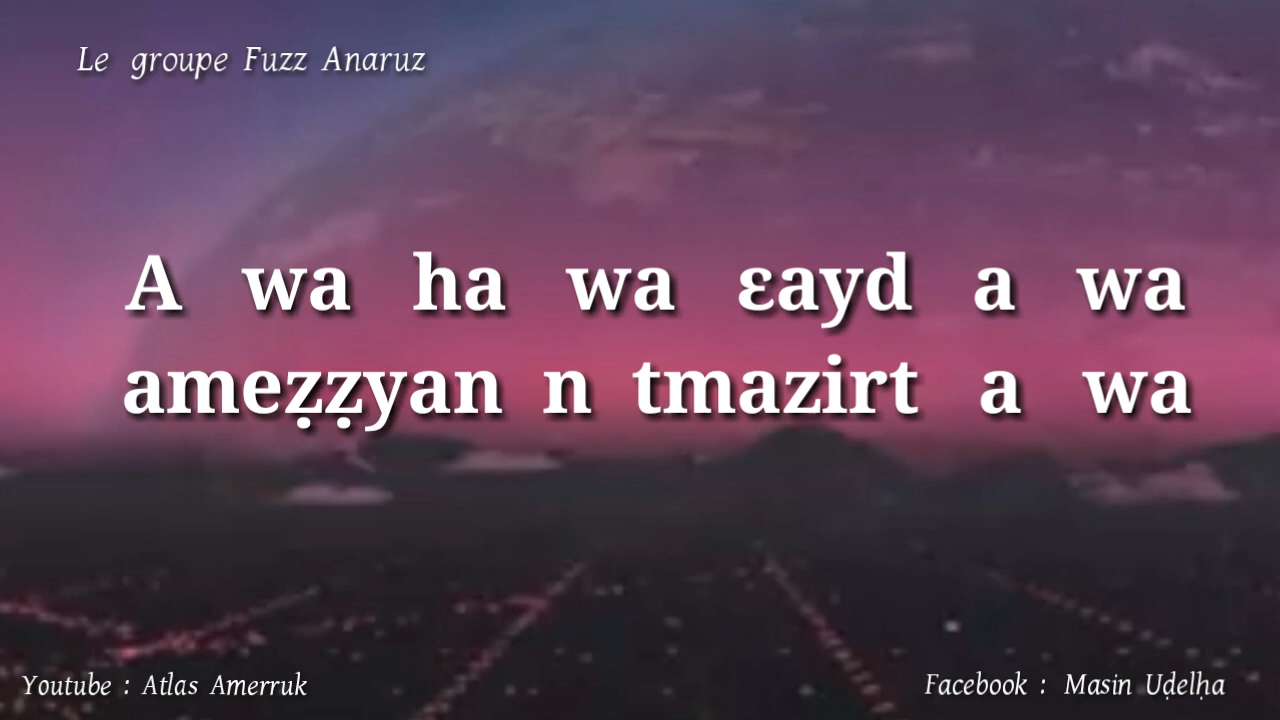 Le groupe Fuzz Anaruz
A wa ha wa ɛayd a wa
ameẓẓyan n tmazirt a wa
Youtube : Atlas Amerruk
Facebook : Masin Uḍelḥa